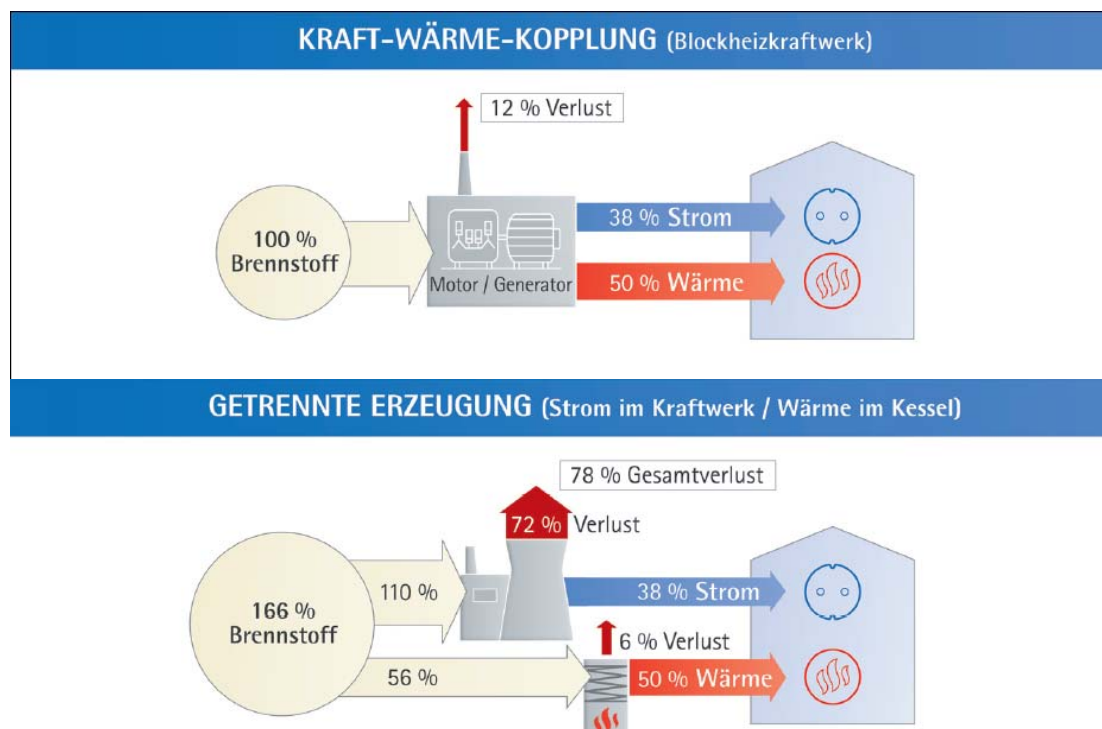 KRAFT-WÄRME-KOPPLUNG (Blockheizkraftwerk)
12 % Verlust
100 %
Brennstoff
38 % Strom
50 % Wärme
Motor / Generator
GETRENNTE ERZEUGUNG (Strom im Kraftwerk / Wärme im Kessel)
78 % Gesamtverlust
72 % Verlust
166 %
Brennstoff
110 %
38 % Strom
6 % Verlust
56 %
50 % Wärme